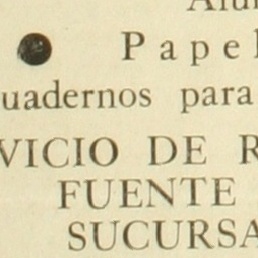 ● Papel
uadernos para
VICIO DE R
FUENTE
SUCURSA